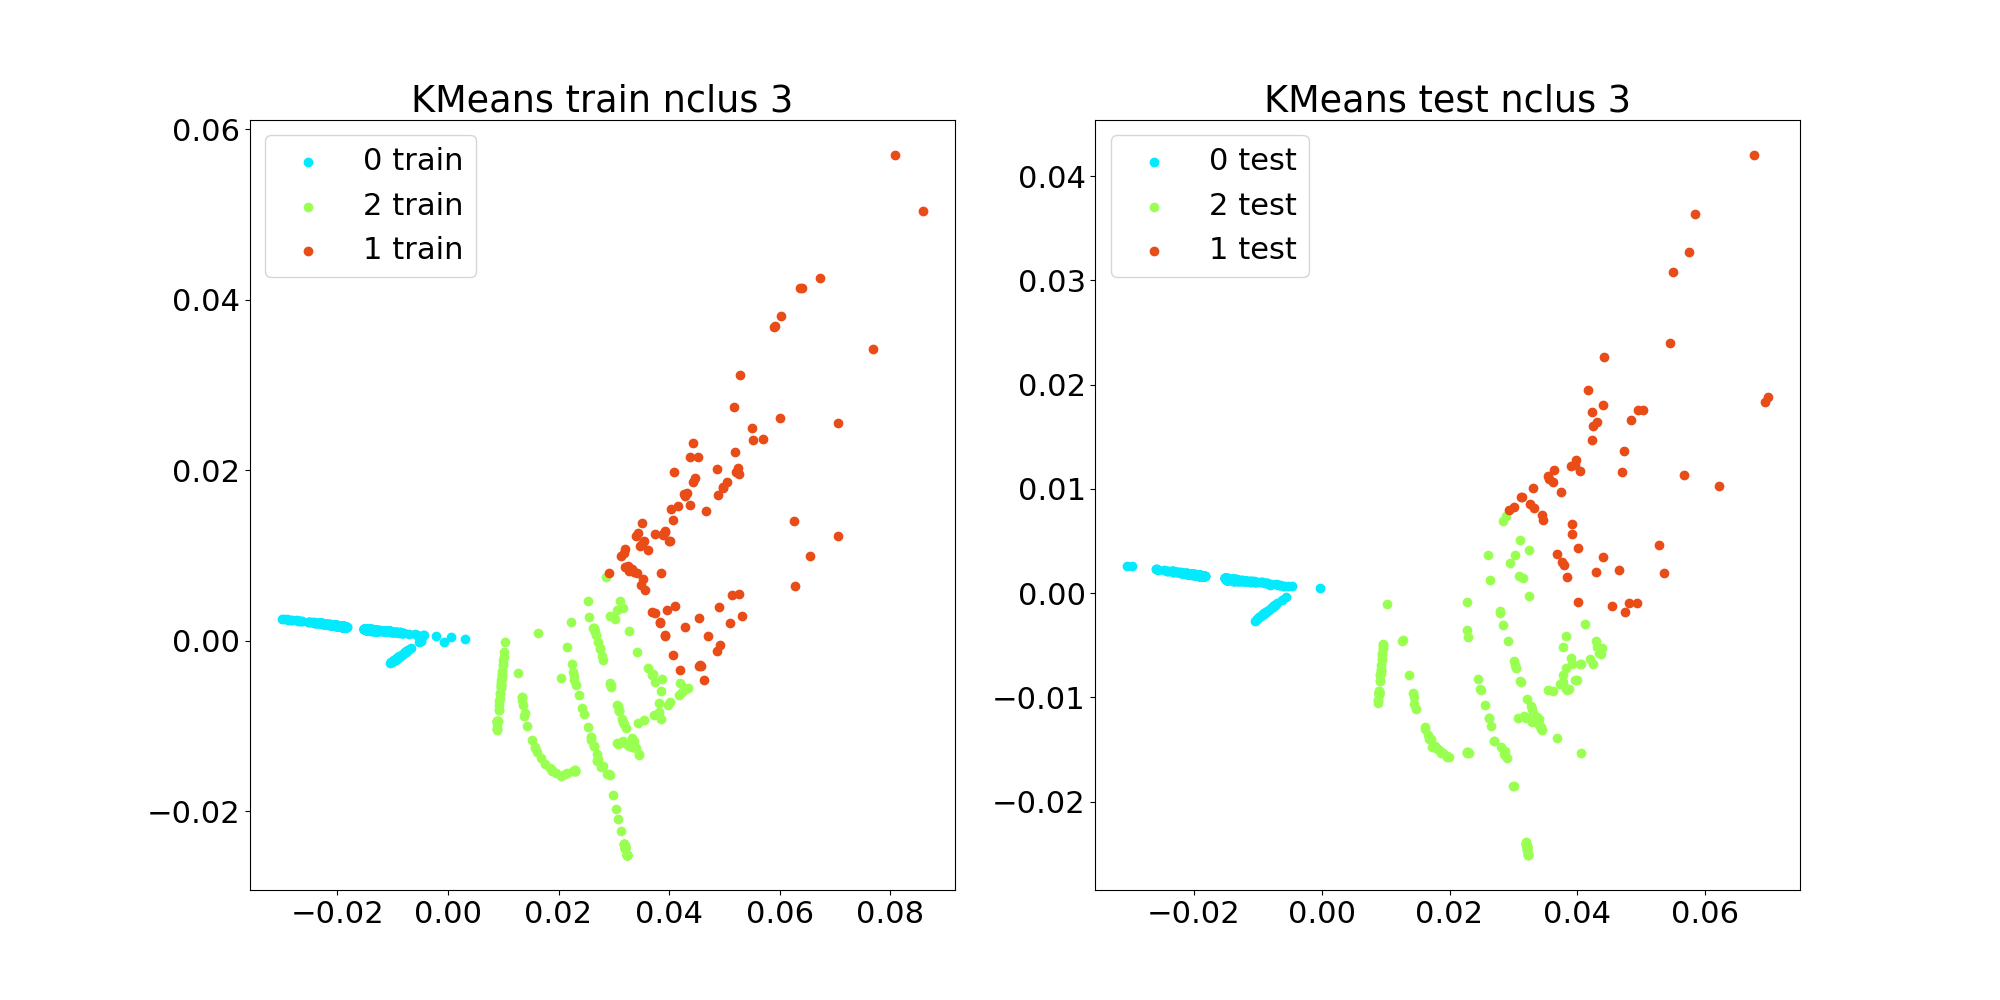 KMeans train nclus 3
0 train
2 train
1 train
0.06
0.04
0.02
0.00
−0.02
−0.02 0.00 0.02 0.04 0.06 0.08
KMeans test nclus 3
0 test
2 test
1 test
0.04
0.03
0.02
0.01
0.00
−0.01
−0.02
−0.02 0.00 0.02 0.04 0.06